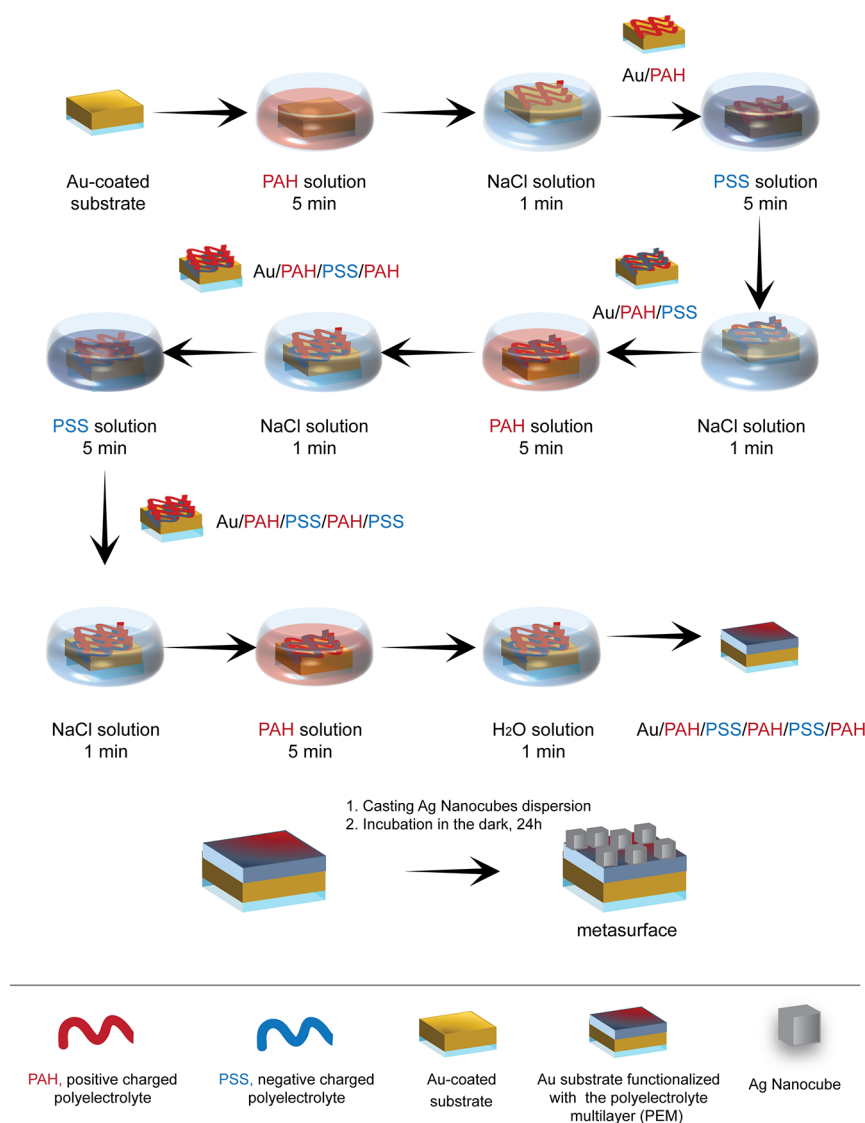 Au/PAH
Au-coated
substrate
PAH solution
5 min
NaCl solution
1 min
PSS solution
5 min
Au/PAH/PSS/PAH
Au/PAH/PSS
PSS solution
5 min
NaCl solution
1 min
PAH solution
5 min
NaCl solution
1 min
Au/PAH/PSS/PAH/PSS
NaCl solution
1 min
PAH solution
5 min
H2O solution
1 min
Au/PAH/PSS/PAH/PSS/PAH
1. Casting Ag Nanocubes dispersion
2. Incubation in the dark, 24h
metasurface
PAH, positive charged
polyelectrolyte
PSS, negative charged
polyelectrolyte
Au-coated
substrate
Au substrate functionalized
with the polyelectrolyte
multilayer (PEM)
Ag Nanocube